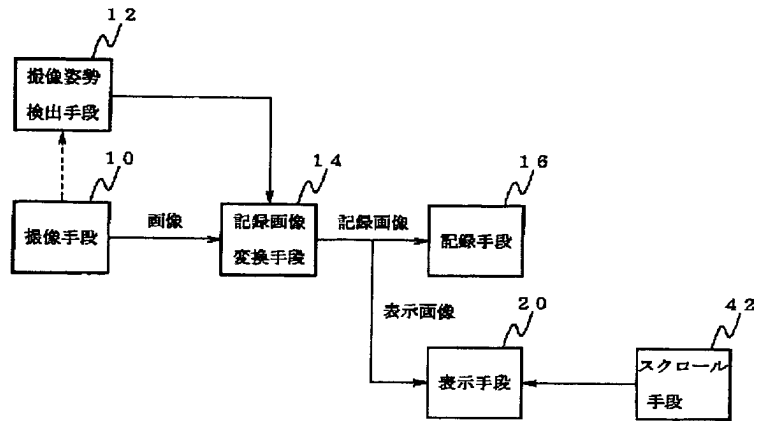 12
撮像姿勢
検出手段
10
撮像手段
画像
14
記録画像
変換手段
記録画像
16
記録手段
表示画像
20
表示手段
42
スクロール
手段